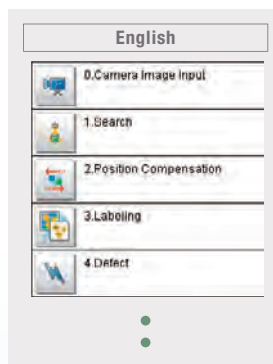 English
0.Camera Image Input
1.Search
2.Position Compensation
3.Labeling
4.Defect